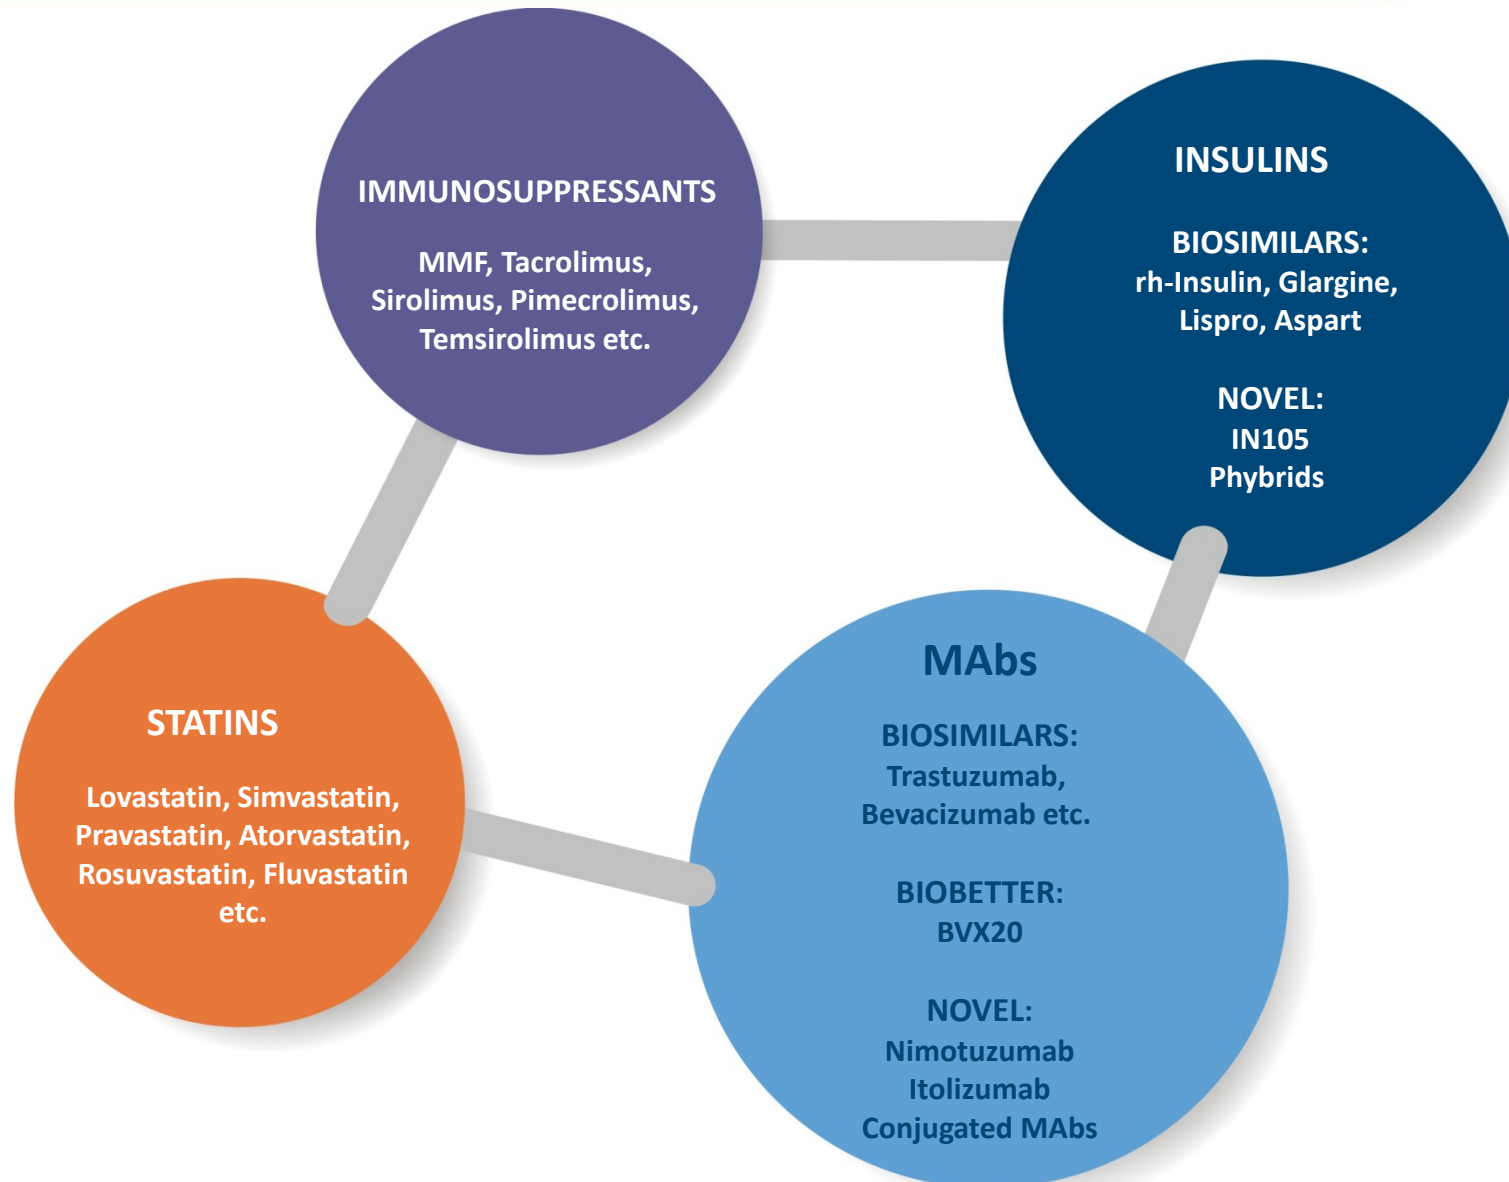 IMMUNOSUPPRESSANTS
MMF, Tacrolimus,
Sirolimus, Pimecrolimus,
Temsirolimus etc.
INSULINS
BIOSIMILARS:
rh-Insulin, Glargine,
Lispro, Aspart
NOVEL:
IN105
Phybrids
STATINS
Lovastatin, Simvastatin,
Pravastatin, Atorvastatin,
Rosuvastatin, Fluvastatin
etc.
MAbs
BIOSIMILARS:
Trastuzumab,
Bevacizumab etc.
BIOBETTER:
BVX20
NOVEL:
Nimotuzumab
Itolizumab
Conjugated MAbs